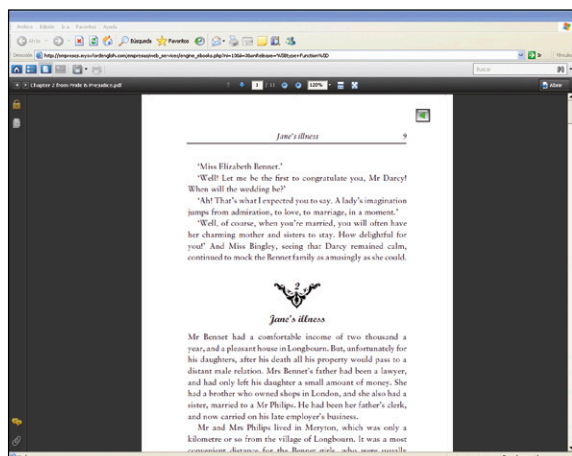 Archivo Edición Ir a Favoritos Ayuda
Atrás Búsqueda Favoritos
Dirección
Buscar
Chapter 2 from Pride & Prejudice.pdf 1 / 11 120% Abrir
Jane's illness 9
'Miss Elizabeth Bennet.'
'Well! Let me be the first to congratulate you, Mr Darcy!
When will the wedding be?'
'Ah! That's what I expected you to say. A lady's imagination
jumps from admiration, to love, to marriage, in a moment.'
'Well, of course, when you're married, you will often have
her charming mother and sisters to stay. How delightful for
you!' And Miss Bingley, seeing that Darcy remained calm,
continued to mock the Bennet family as amusingly as she could.
2
Jane's illness
Mr Bennet had a comfortable income of two thousand a
year, and a pleasant house in Longbourn. But, unfortunately for
his daughters, after his death all his property would pass to a
distant male relation. Mrs Bennet's father had been a lawyer,
and had only left his daughter a small amount of money. She
had a brother who owned shops in London, and she also had a
sister, married to a Mr Philips. He had been her father's clerk,
and now carried on his late employer's business.
Mr and Mrs Philips lived in Meryton, which was only a
kilometre or so from the village of Longbourn. It was a most
convenient distance for the Bennet girls, who were usually